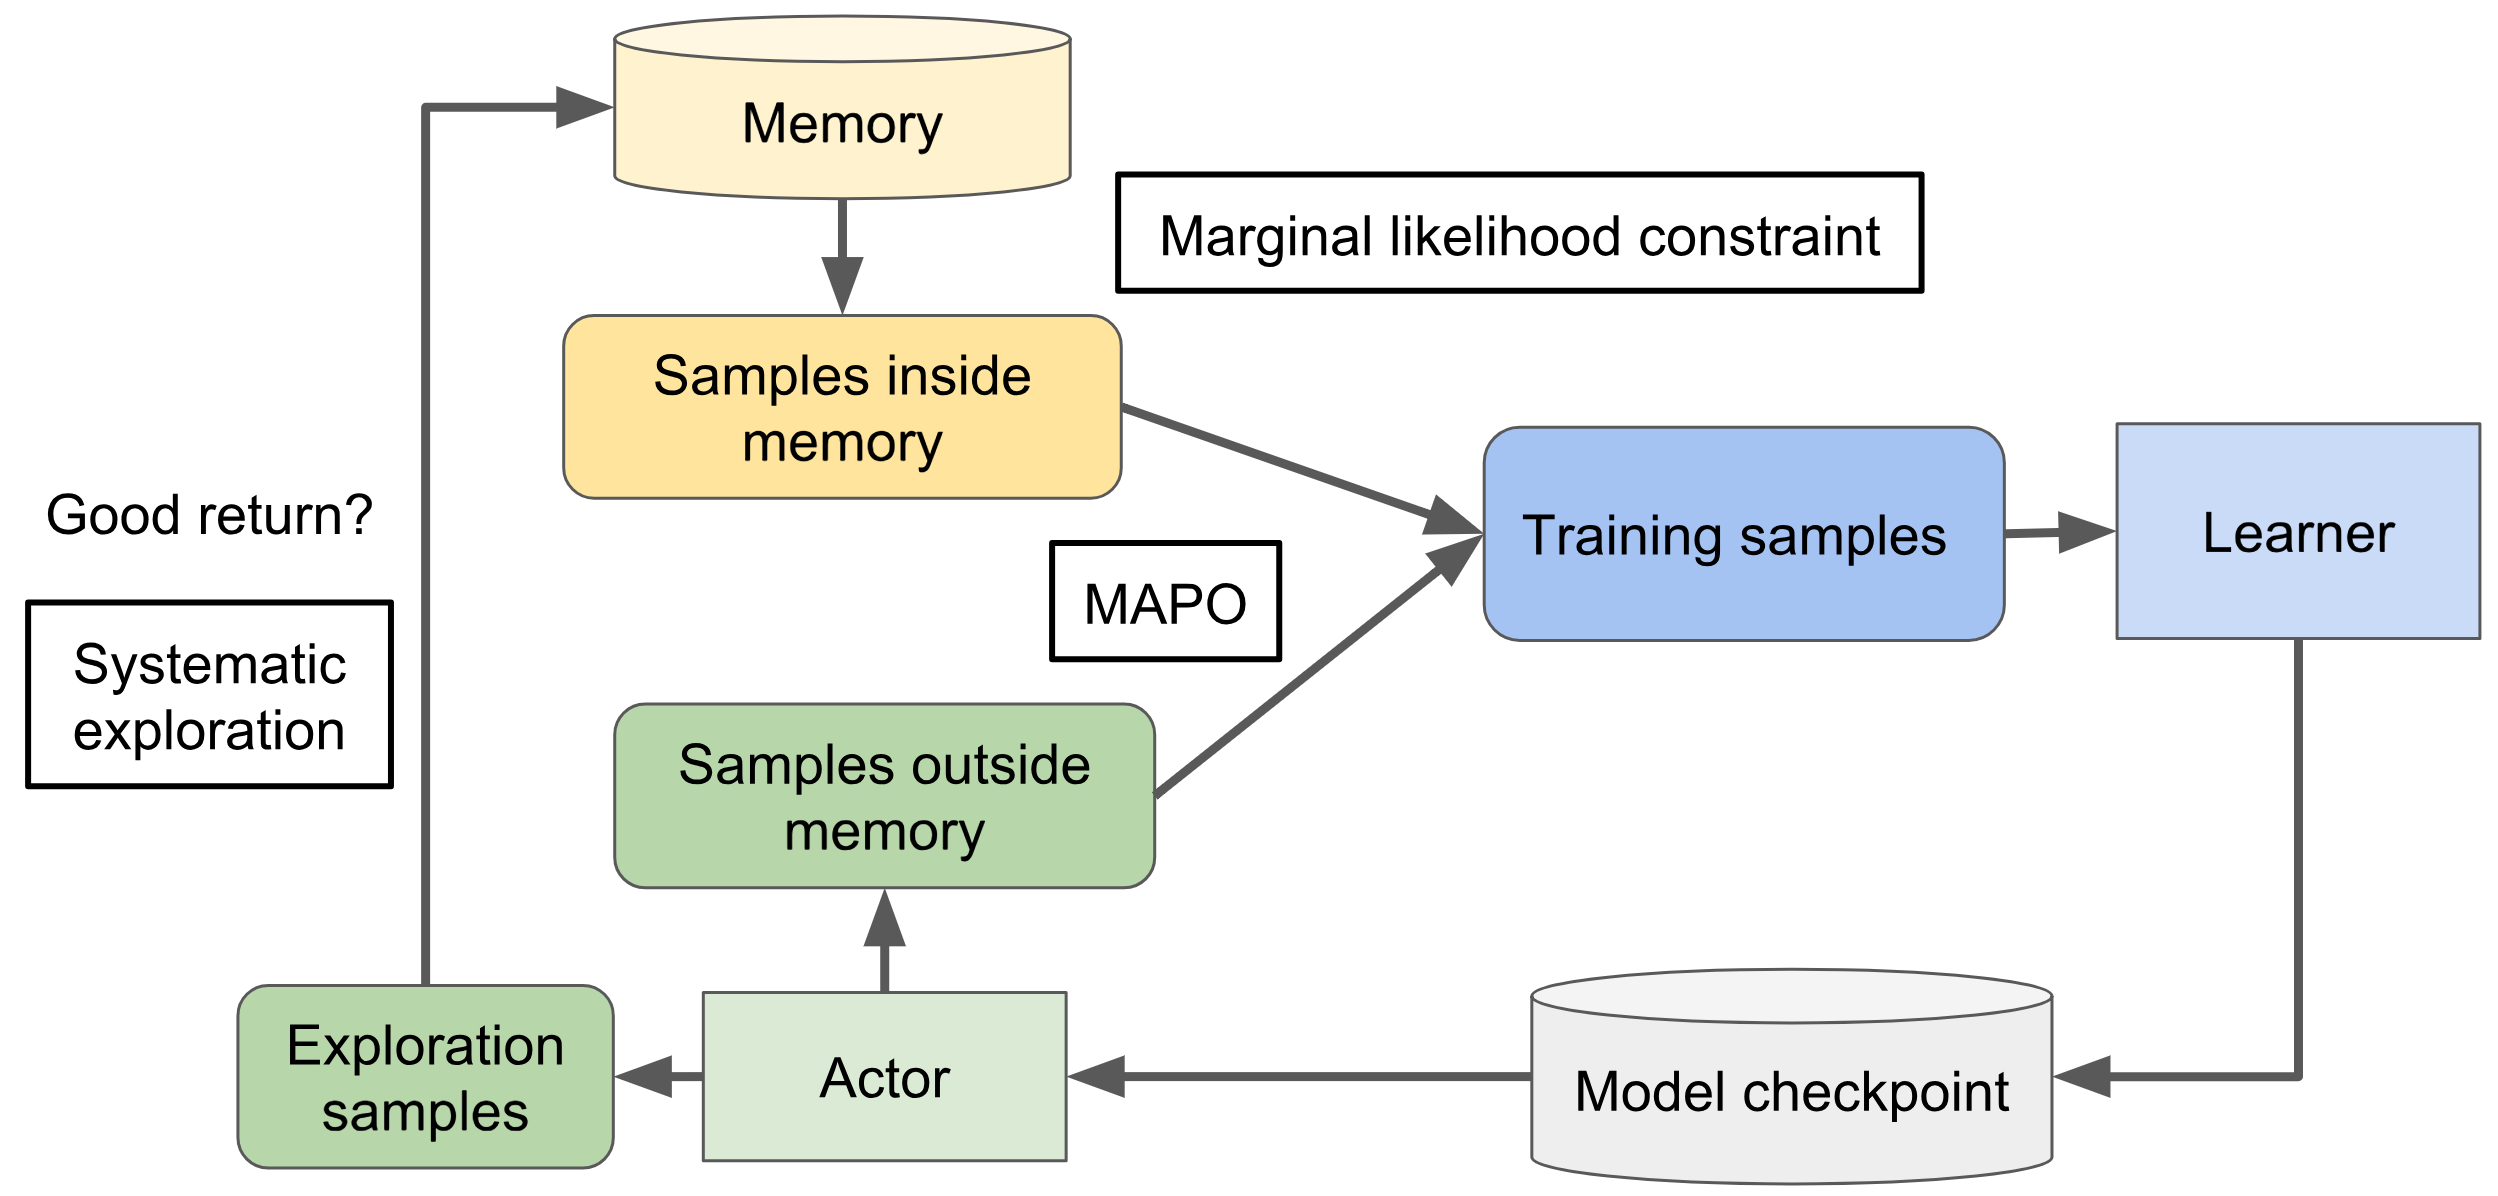 Memory
Marginal likelihood constraint
Samples inside
memory
Good return?
Training samples
Learner
MAPO
Systematic
exploration
Samples outside
memory
Exploration
samples
Actor
Model checkpoint